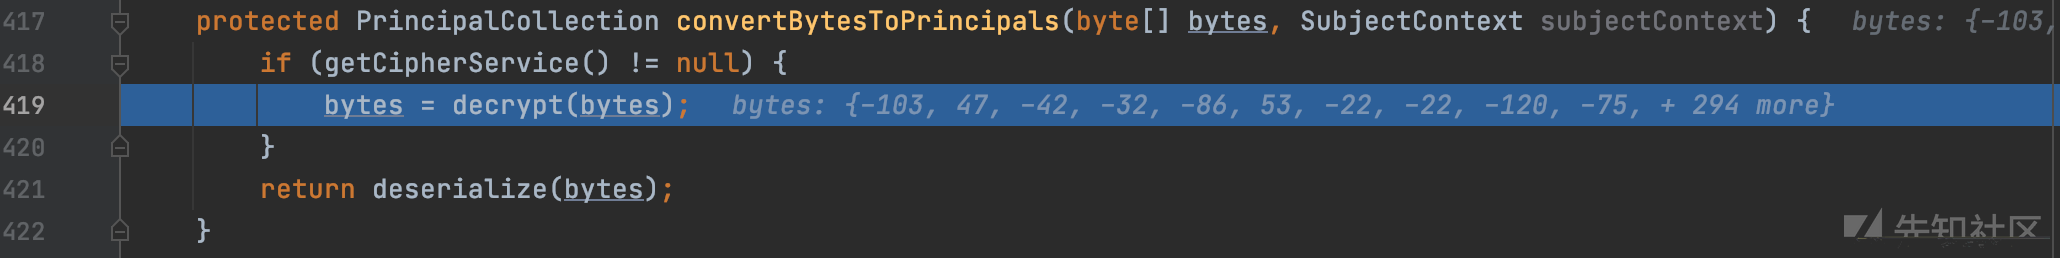 417 protected PrincipalCollection convertBytesToPrincipals(byte[] bytes, SubjectContext subjectContext) { bytes: {-103,
418 if (getCipherService() != null) {
419 bytes = decrypt(bytes); bytes: {-103, 47, -42, -32, -86, 53, -22, -22, -120, -75, + 294 more}
420 }
421 return deserialize(bytes);
422 }
先知社区